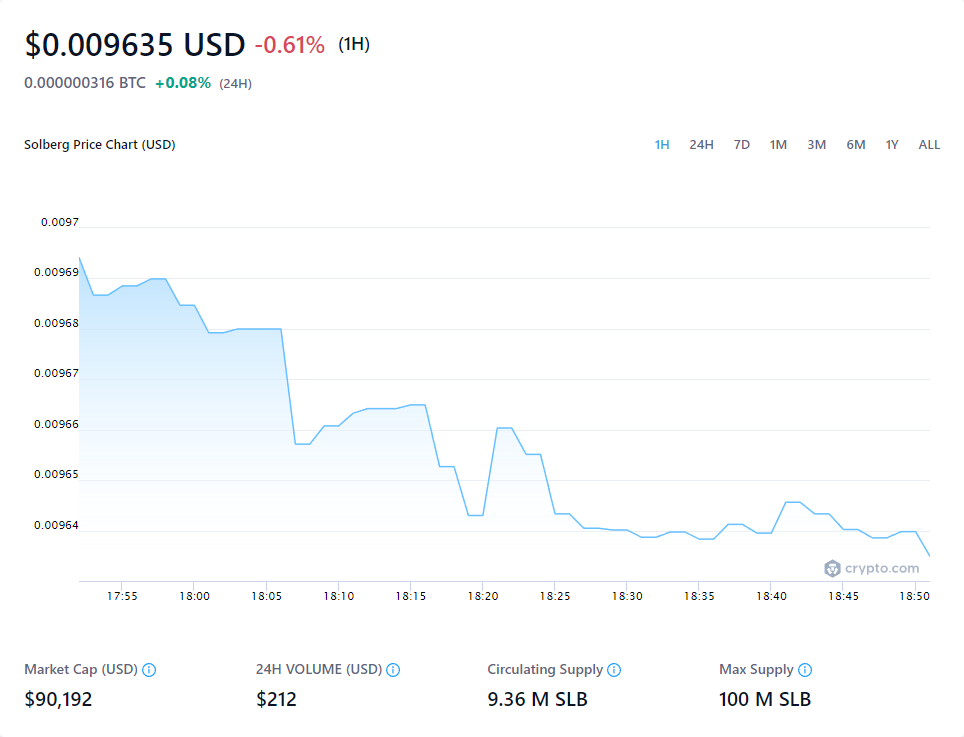 $0.009635 USD -0.61% (1H)
0.000000316 BTC +0.08% (24H)
Solberg Price Chart (USD) 1H 24H 7D 1M 3M 6M 1Y ALL
0.0097
0.00969
0.00968
0.00967
0.00966
0.00965
0.00964
crypto.com
17:55 18:00 18:05 18:10 18:15 18:20 18:25 18:30 18:35 18:40 18:45 18:50
Market Cap (USD) 24H VOLUME (USD) Circulating Supply Max Supply
$90,192 $212 9.36 M SLB 100 M SLB